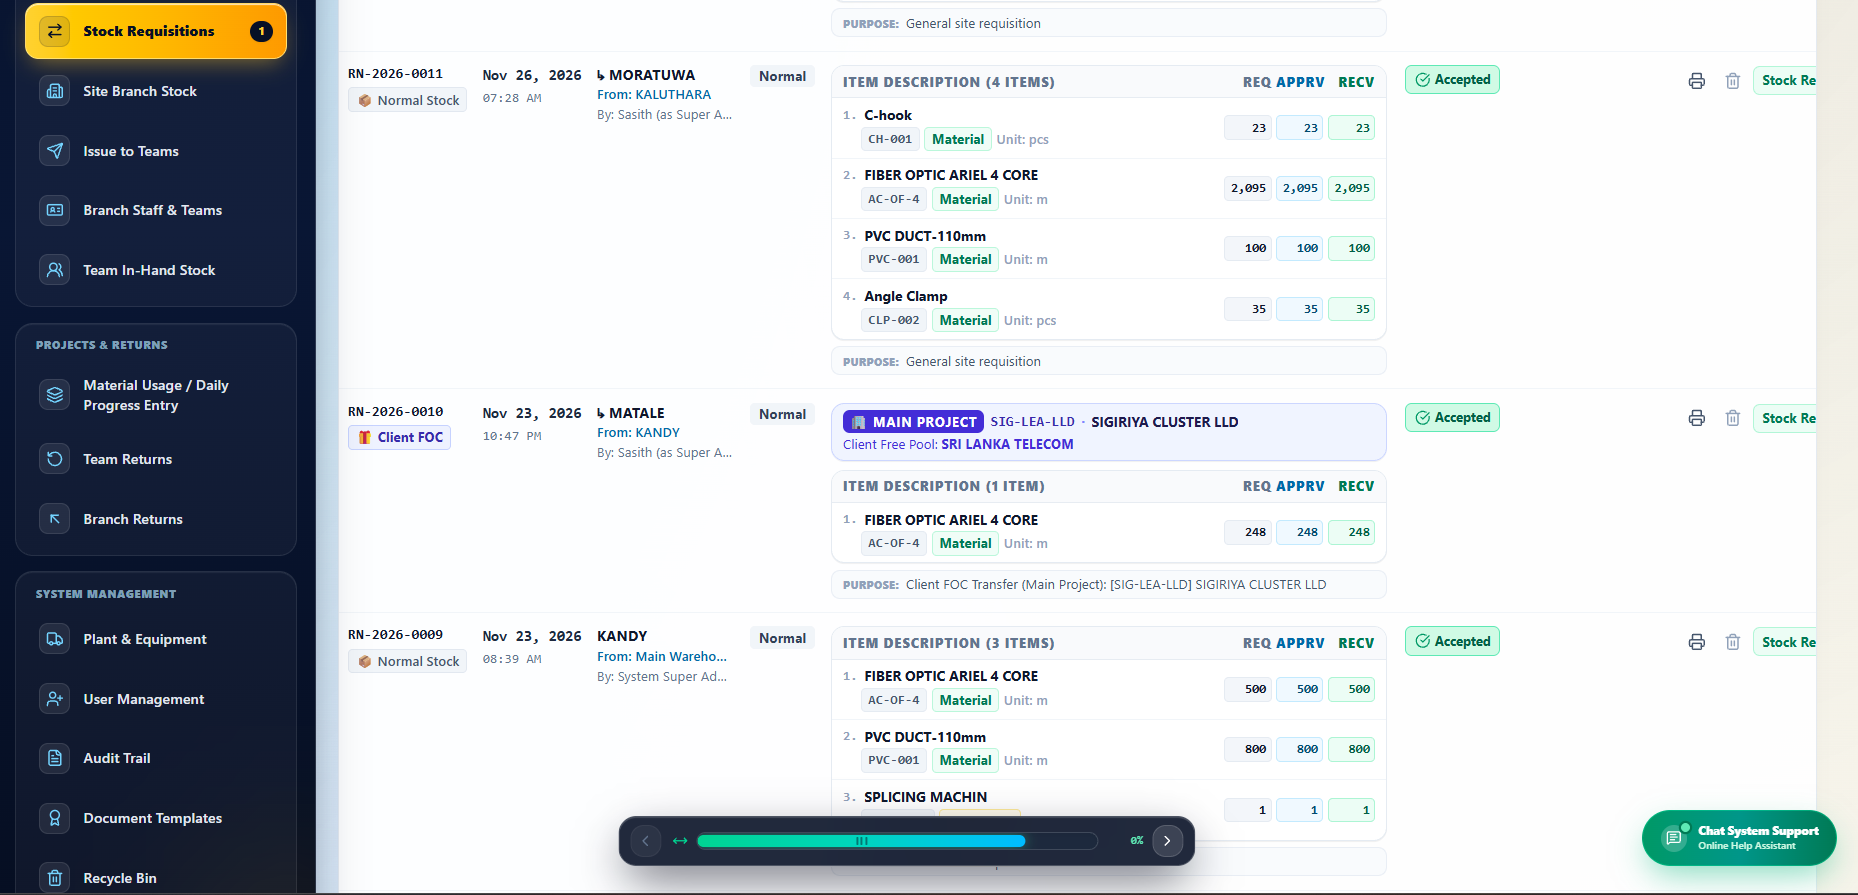 Stock Requisitions 1
Site Branch Stock
Issue to Teams
Branch Staff & Teams
Team In-Hand Stock
PROJECTS & RETURNS
Material Usage / Daily
Progress Entry
Team Returns
Branch Returns
SYSTEM MANAGEMENT
Plant & Equipment
User Management
Audit Trail
Document Templates
Recycle Bin
PURPOSE: General site requisition
RN-2026-0011
Normal Stock
Nov 26, 2026
07:28 AM
↳ MORATUWA
From: KALUTHARA
By: Sasith (as Super A...
Normal
ITEM DESCRIPTION (4 ITEMS) REQ APPRV RECV
1. C-hook
CH-001 Material Unit: pcs
23 23 23
2. FIBER OPTIC ARIEL 4 CORE
AC-OF-4 Material Unit: m
2,095 2,095 2,095
3. PVC DUCT-110mm
PVC-001 Material Unit: m
100 100 100
4. Angle Clamp
CLP-002 Material Unit: pcs
35 35 35
PURPOSE: General site requisition
Accepted
Stock Re
RN-2026-0010
Client FOC
Nov 23, 2026
10:47 PM
↳ MATALE
From: KANDY
By: Sasith (as Super A...
Normal
MAIN PROJECT SIG-LEA-LLD · SIGIRIYA CLUSTER LLD
Client Free Pool: SRI LANKA TELECOM
ITEM DESCRIPTION (1 ITEM) REQ APPRV RECV
1. FIBER OPTIC ARIEL 4 CORE
AC-OF-4 Material Unit: m
248 248 248
PURPOSE: Client FOC Transfer (Main Project): [SIG-LEA-LLD] SIGIRIYA CLUSTER LLD
Accepted
Stock Re
RN-2026-0009
Normal Stock
Nov 23, 2026
08:39 AM
KANDY
From: Main Wareho...
By: System Super Ad...
Normal
ITEM DESCRIPTION (3 ITEMS) REQ APPRV RECV
1. FIBER OPTIC ARIEL 4 CORE
AC-OF-4 Material Unit: m
500 500 500
2. PVC DUCT-110mm
PVC-001 Material Unit: m
800 800 800
3. SPLICING MACHIN
1 1 1
Accepted
Stock Re
0%
Chat System Support
Online Help Assistant